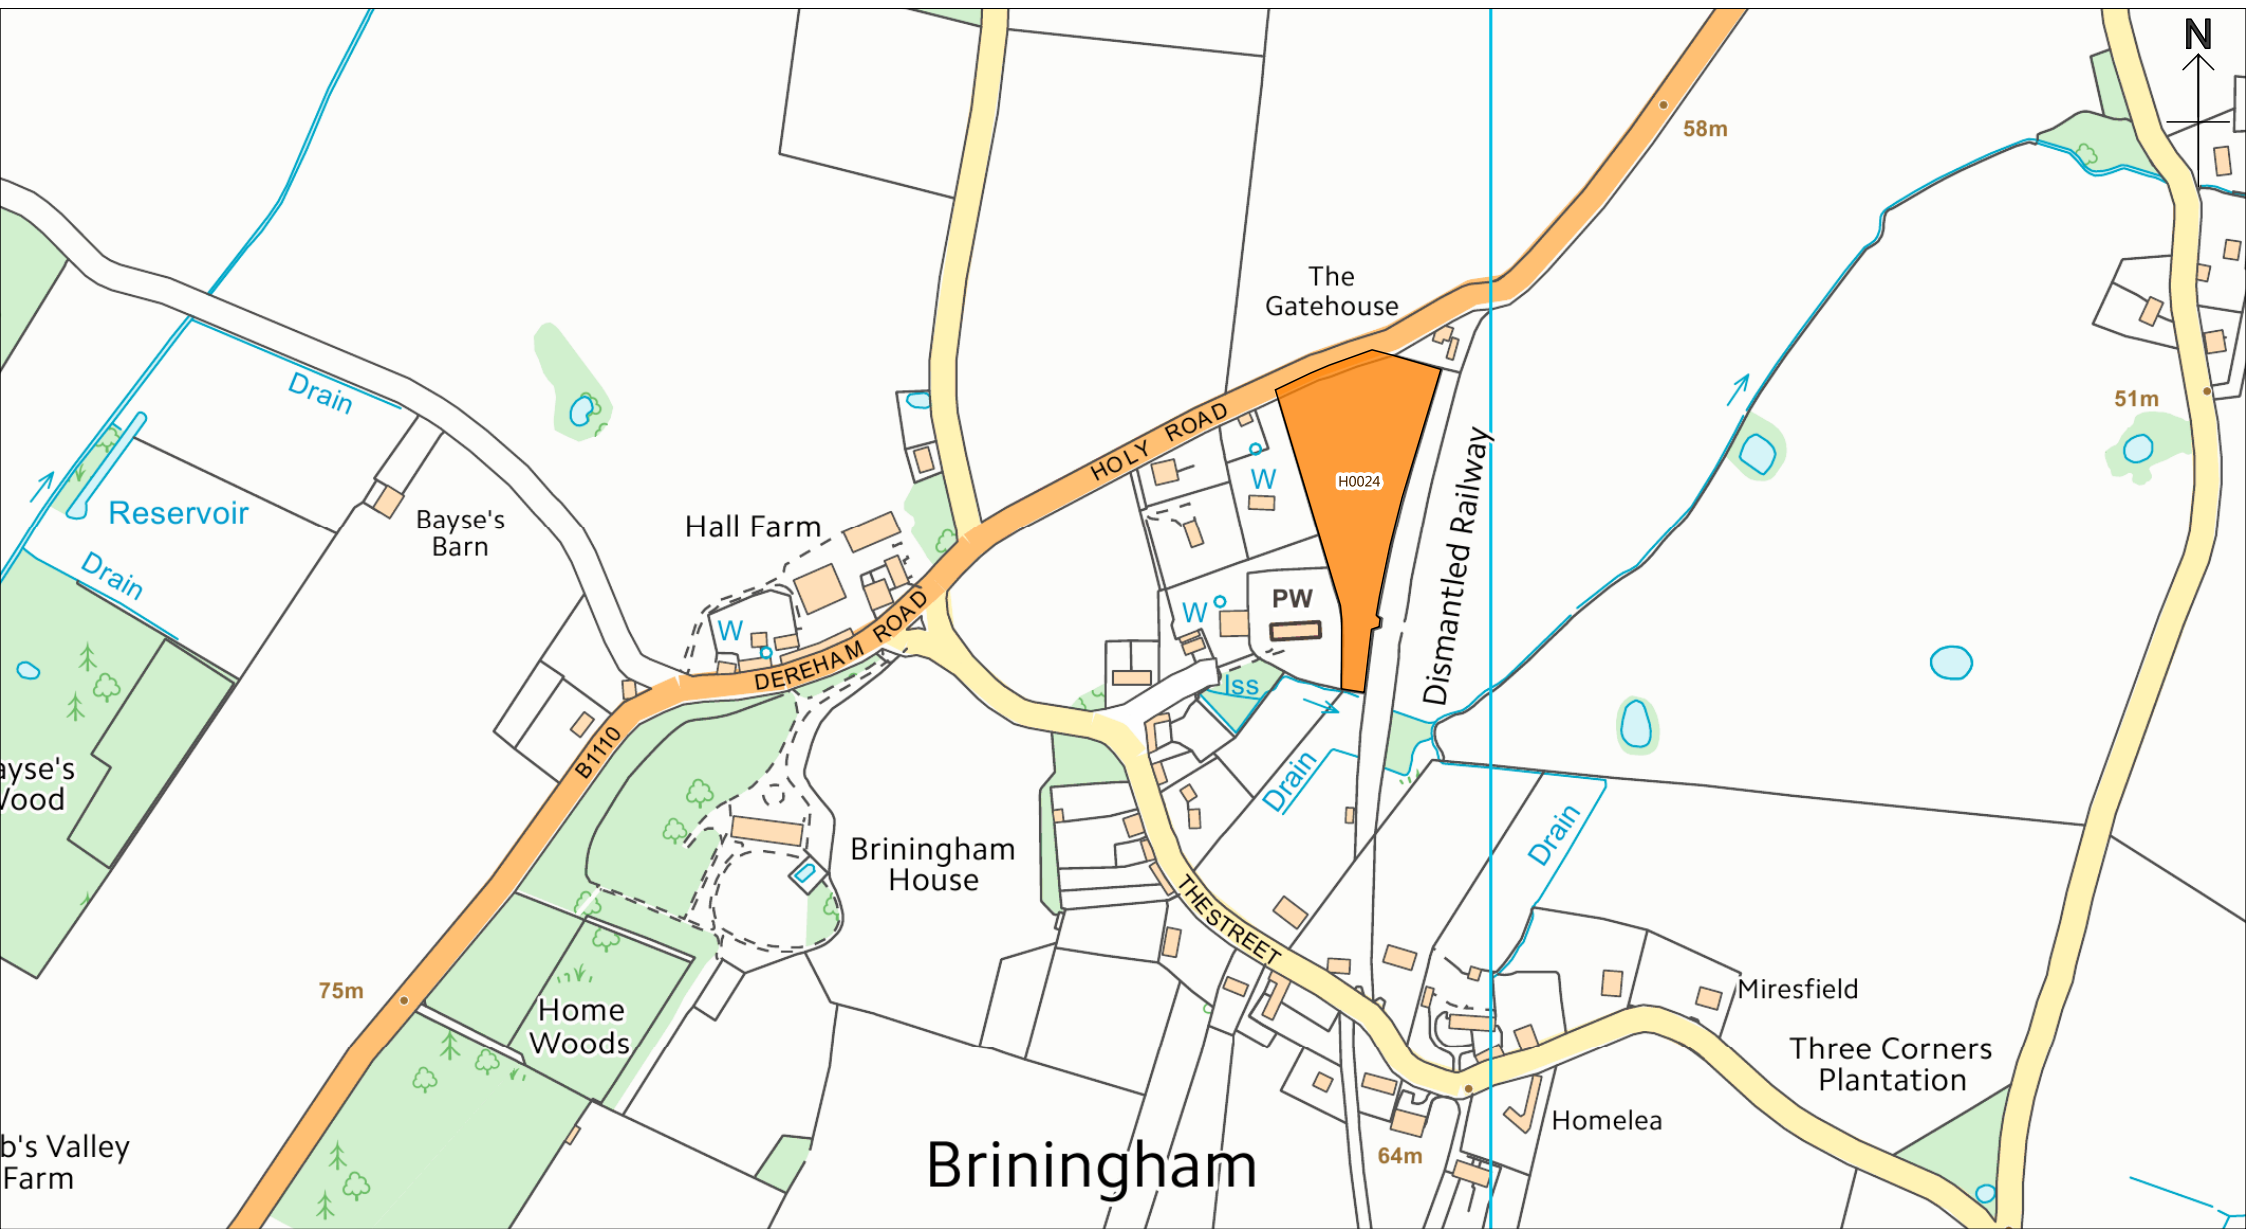 N
58m
The
Gatehouse
Drain
51m
HOLY ROAD
H0024
W
Reservoir
Bayse's
Barn
Hall Farm
Dismantled Railway
Drain
PW
W
W
DEREHAM ROAD
Iss
B1110
ayse's
Wood
Drain
Drain
Briningham
House
THE STREET
75m
Home
Woods
Miresfield
Three Corners
Plantation
Homelea
b's Valley
Farm
Briningham
64m